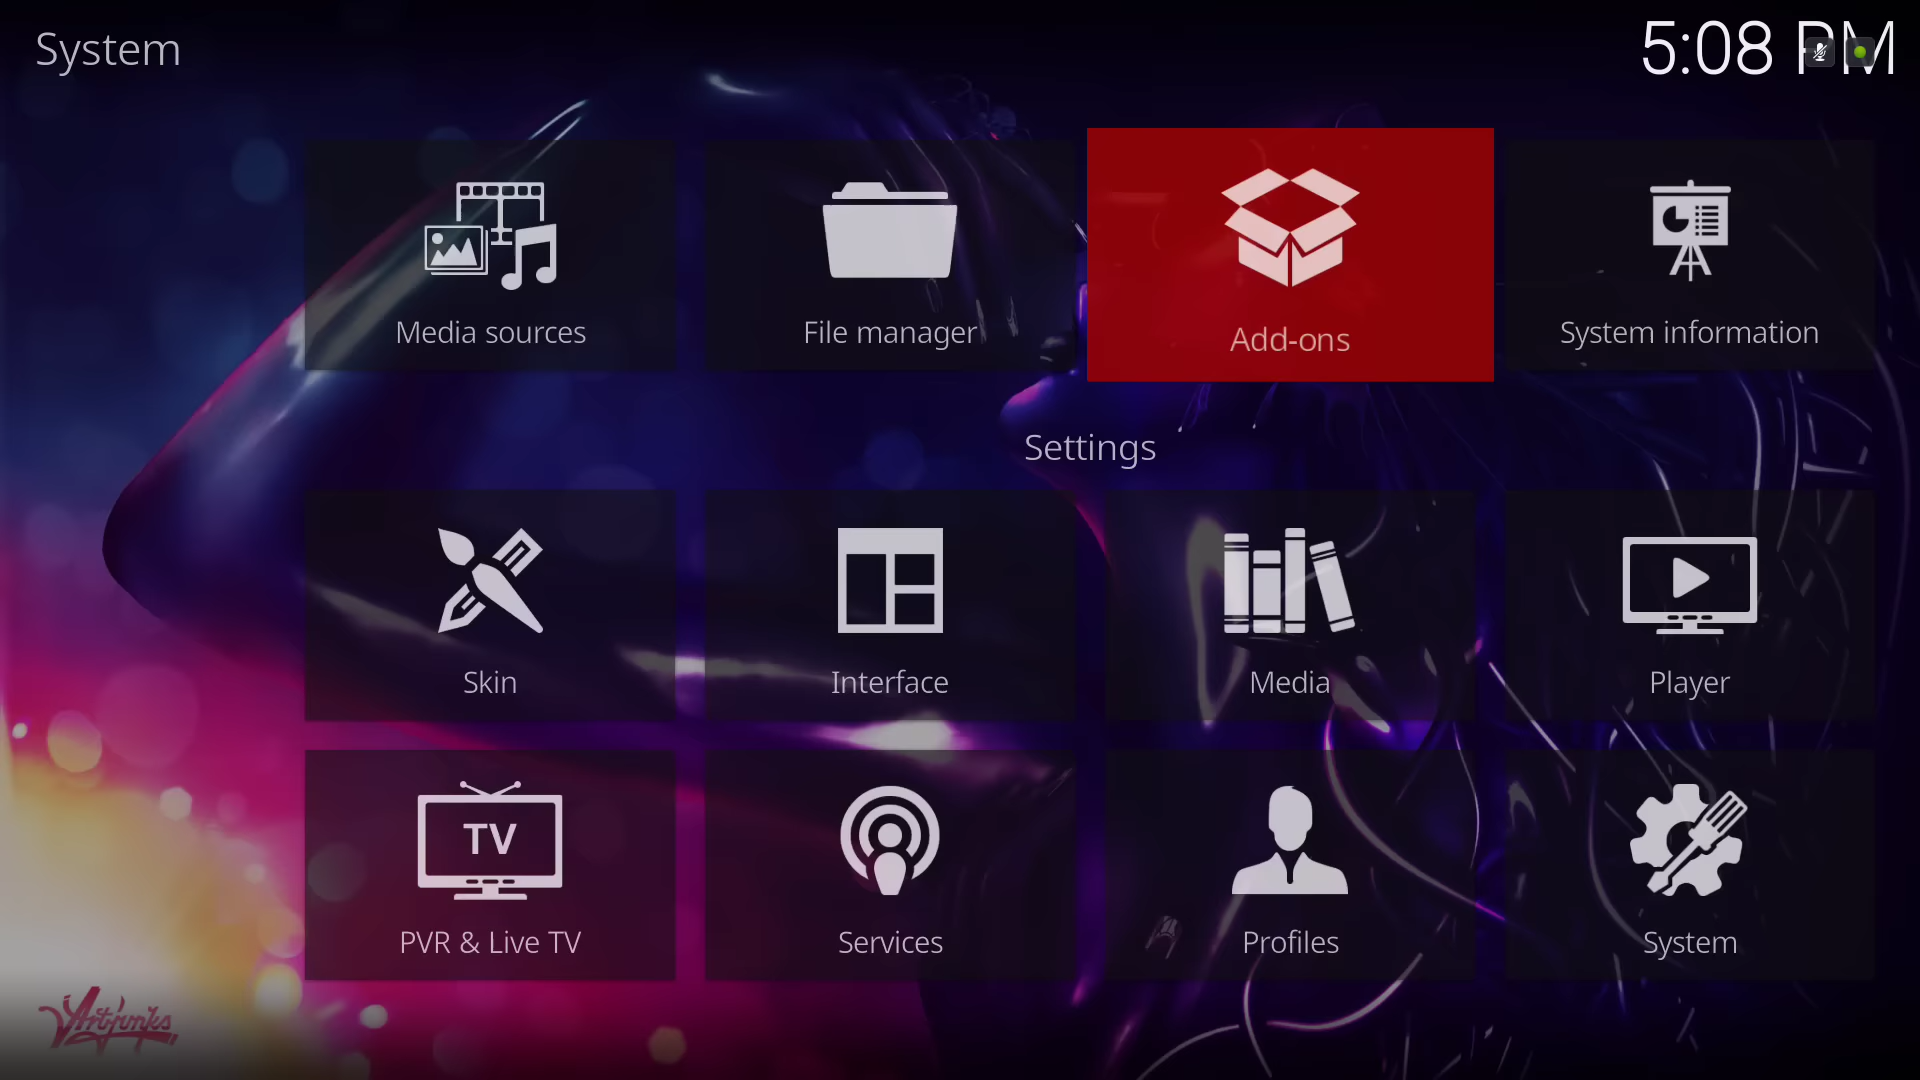 System
5:08 PM
Media sources
File manager
Add-ons
System information
Settings
Skin
Interface
Media
Player
TV
PVR & Live TV
Services
Profiles
System
Artjunks